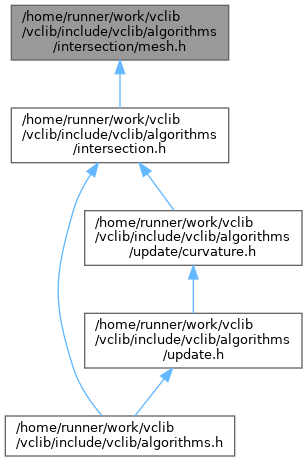 /home/runner/work/vclib
/vclib/include/vclib/algorithms
/intersection/mesh.h
/home/runner/work/vclib
/vclib/include/vclib/algorithms
/intersection.h
/home/runner/work/vclib
/vclib/include/vclib/algorithms
/update/curvature.h
/home/runner/work/vclib
/vclib/include/vclib/algorithms
/update.h
/home/runner/work/vclib
/vclib/include/vclib/algorithms.h